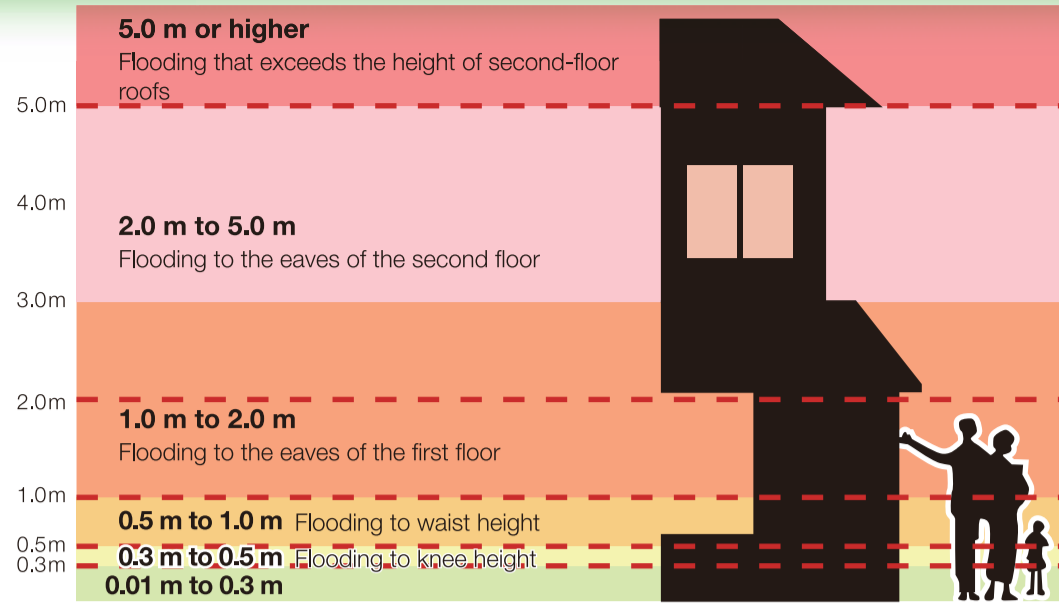 5.0 m or higher
Flooding that exceeds the height of second-floor
roofs
5.0m
4.0m
2.0 m to 5.0 m
Flooding to the eaves of the second floor
3.0m
2.0m
1.0 m to 2.0 m
Flooding to the eaves of the first floor
1.0m
0.5 m to 1.0 m Flooding to waist height
0.5m
0.3 m to 0.5 m Flooding to knee height
0.3m
0.01 m to 0.3 m